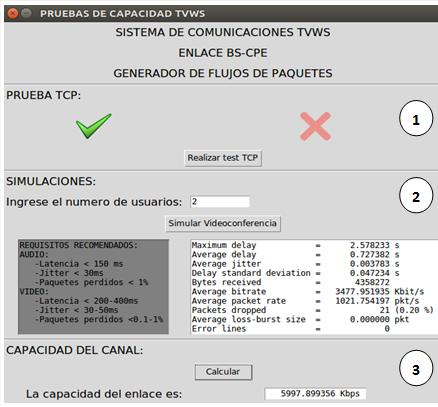 PRUEBAS DE CAPACIDAD TVWS
SISTEMA DE COMUNICACIONES TVWS
ENLACE BS-CPE
GENERADOR DE FLUJOS DE PAQUETES
PRUEBA TCP:
1
Realizar test TCP
SIMULACIONES:
2
Ingrese el numero de usuarios: 2
Simular Videoconferencia
REQUISITOS RECOMENDADOS:
AUDIO:
-Latencia < 150 ms
-Jitter < 30ms
-Paquetes perdidos < 1%
VIDEO:
-Latencia < 200-400ms
-Jitter < 30-50ms
-Paquetes perdidos <0.1-1%
Maximum delay = 2.578233 s
Average delay = 0.727382 s
Average jitter = 0.003783 s
Delay standard deviation = 0.047234 s
Bytes received = 4358272
Average bitrate = 3477.951935 Kbit/s
Average packet rate = 1021.754197 pkt/s
Packets dropped = 21 (0.20 %)
Average loss-burst size = 0.000000 pkt
Error lines = 0
CAPACIDAD DEL CANAL:
3
Calcular
La capacidad del enlace es: 5997.899356 Kbps